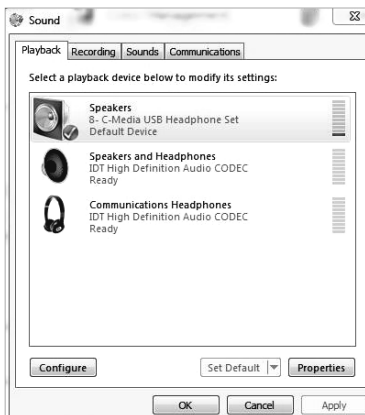 Sound
Playback Recording Sounds Communications
Select a playback device below to modify its settings:
Speakers
8- C-Media USB Headphone Set
Default Device
Speakers and Headphones
IDT High Definition Audio CODEC
Ready
Communications Headphones
IDT High Definition Audio CODEC
Ready
Configure Set Default Properties
OK Cancel Apply